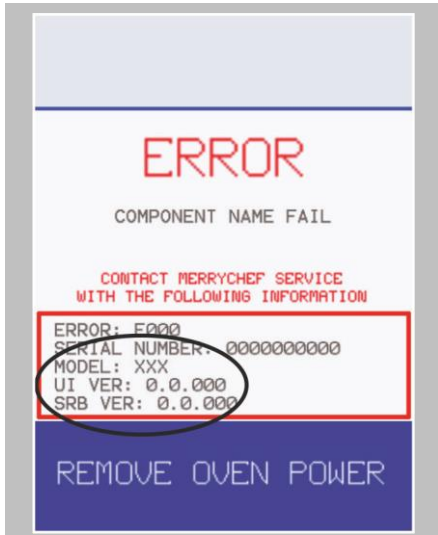 ERROR
COMPONENT NAME FAIL
CONTACT MERRYCHEF SERVICE
WITH THE FOLLOWING INFORMATION
ERROR: E000
SERIAL NUMBER: 0000000000
MODEL: XXX
UI VER: 0.0.000
SRB VER: 0.0.000
REMOVE OVEN POWER